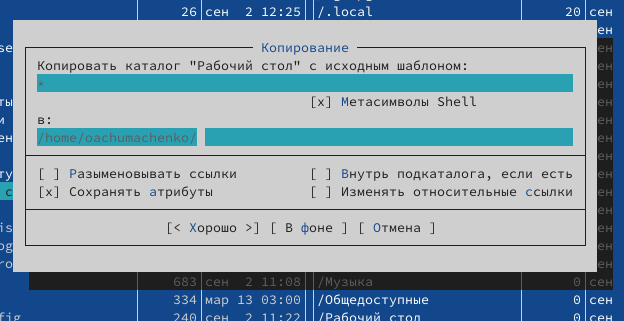 26 сен 2 12:25 /.local 20 сен
Копирование
Копировать каталог "Рабочий стол" с исходным шаблоном:
*
[x] Метасимволы Shell
в:
/home/oachumachenko/
[ ] Разыменовывать ссылки [ ] Внутрь подкаталога, если есть
[x] Сохранять атрибуты [ ] Изменять относительные ссылки
[< Хорошо >] [ В фоне ] [ Отмена ]
683 сен 2 11:08 /Музыка 0 сен
334 мар 13 03:00 /Общедоступные 0 сен
fig 240 сен 2 11:22 /Рабочий стол 0 сен